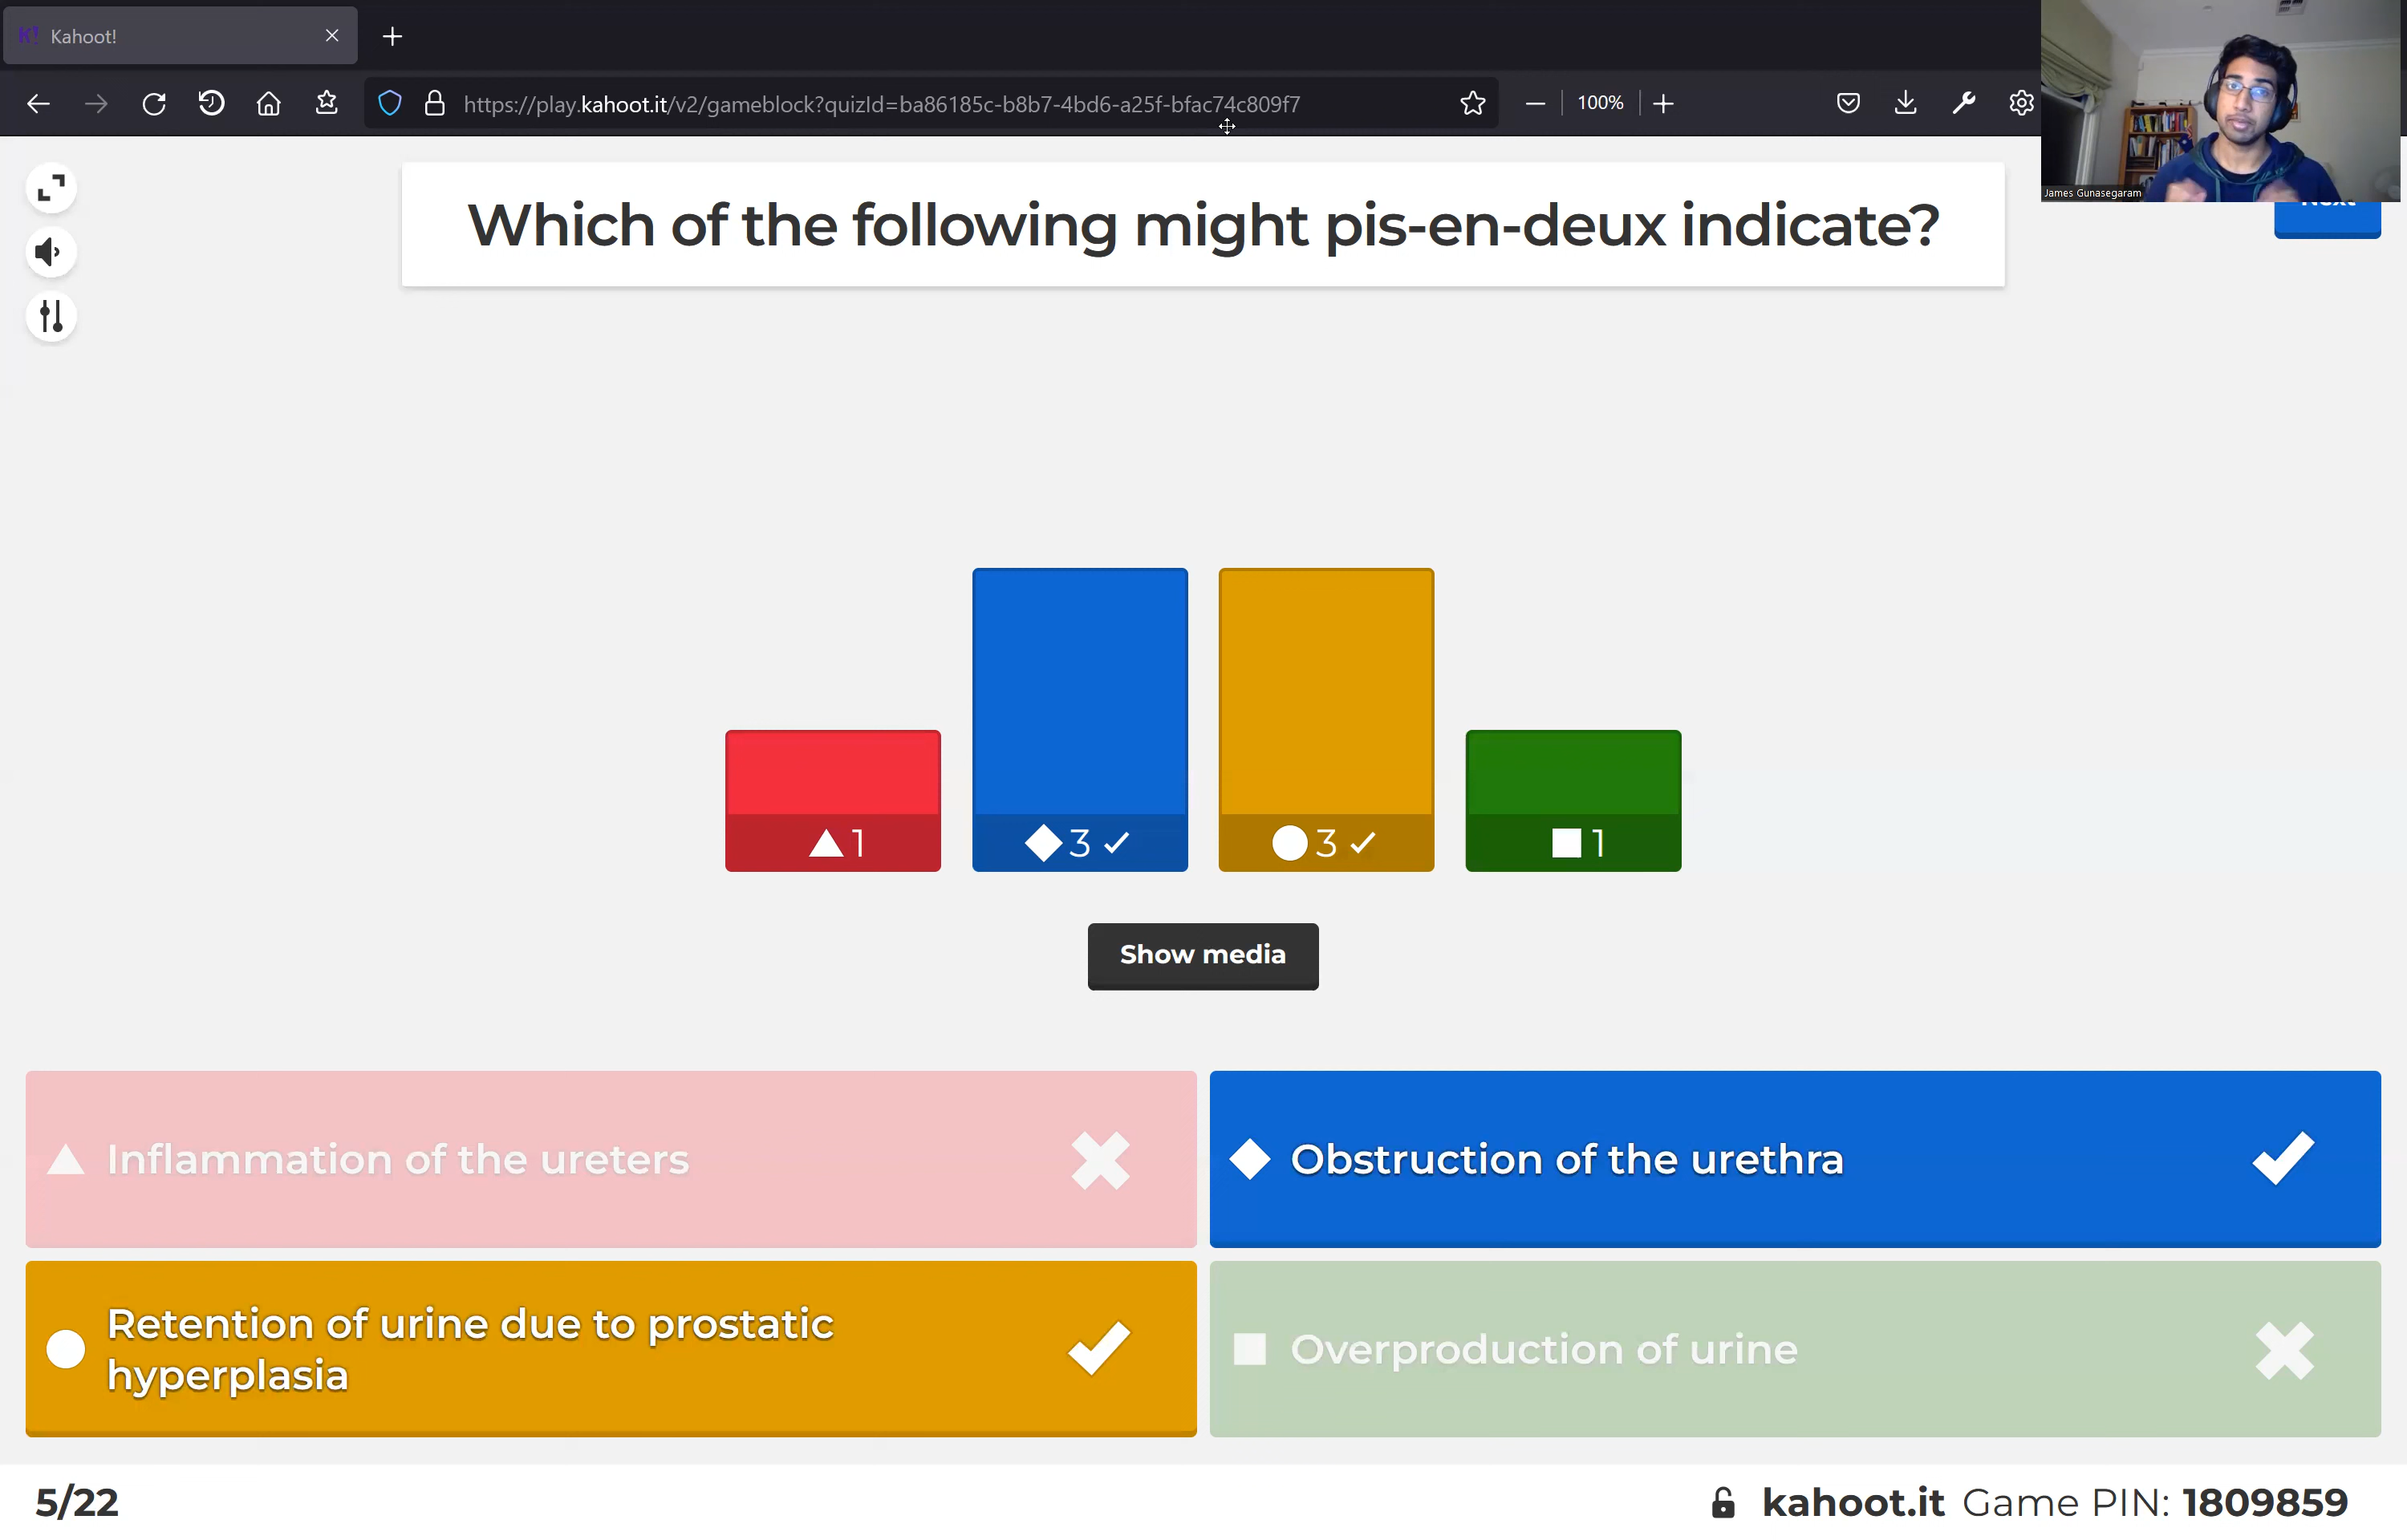 Kahoot!
https://play.kahoot.it/v2/gameblock?quizId=ba86185c-b8b7-4bd6-a25f-bfac74c809f7
100%
James Gunasegaram
Next
Which of the following might pis-en-deux indicate?
1
3
3
1
Show media
Inflammation of the ureters
Obstruction of the urethra
Retention of urine due to prostatic
hyperplasia
Overproduction of urine
5/22
kahoot.it Game PIN: 1809859